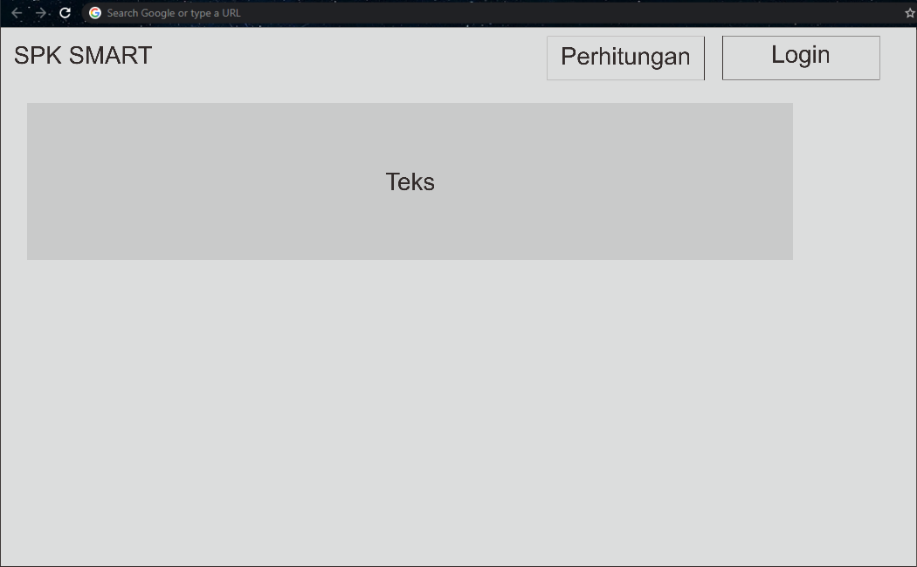 Search Google or type a URL
SPK SMART
Perhitungan
Login
Teks